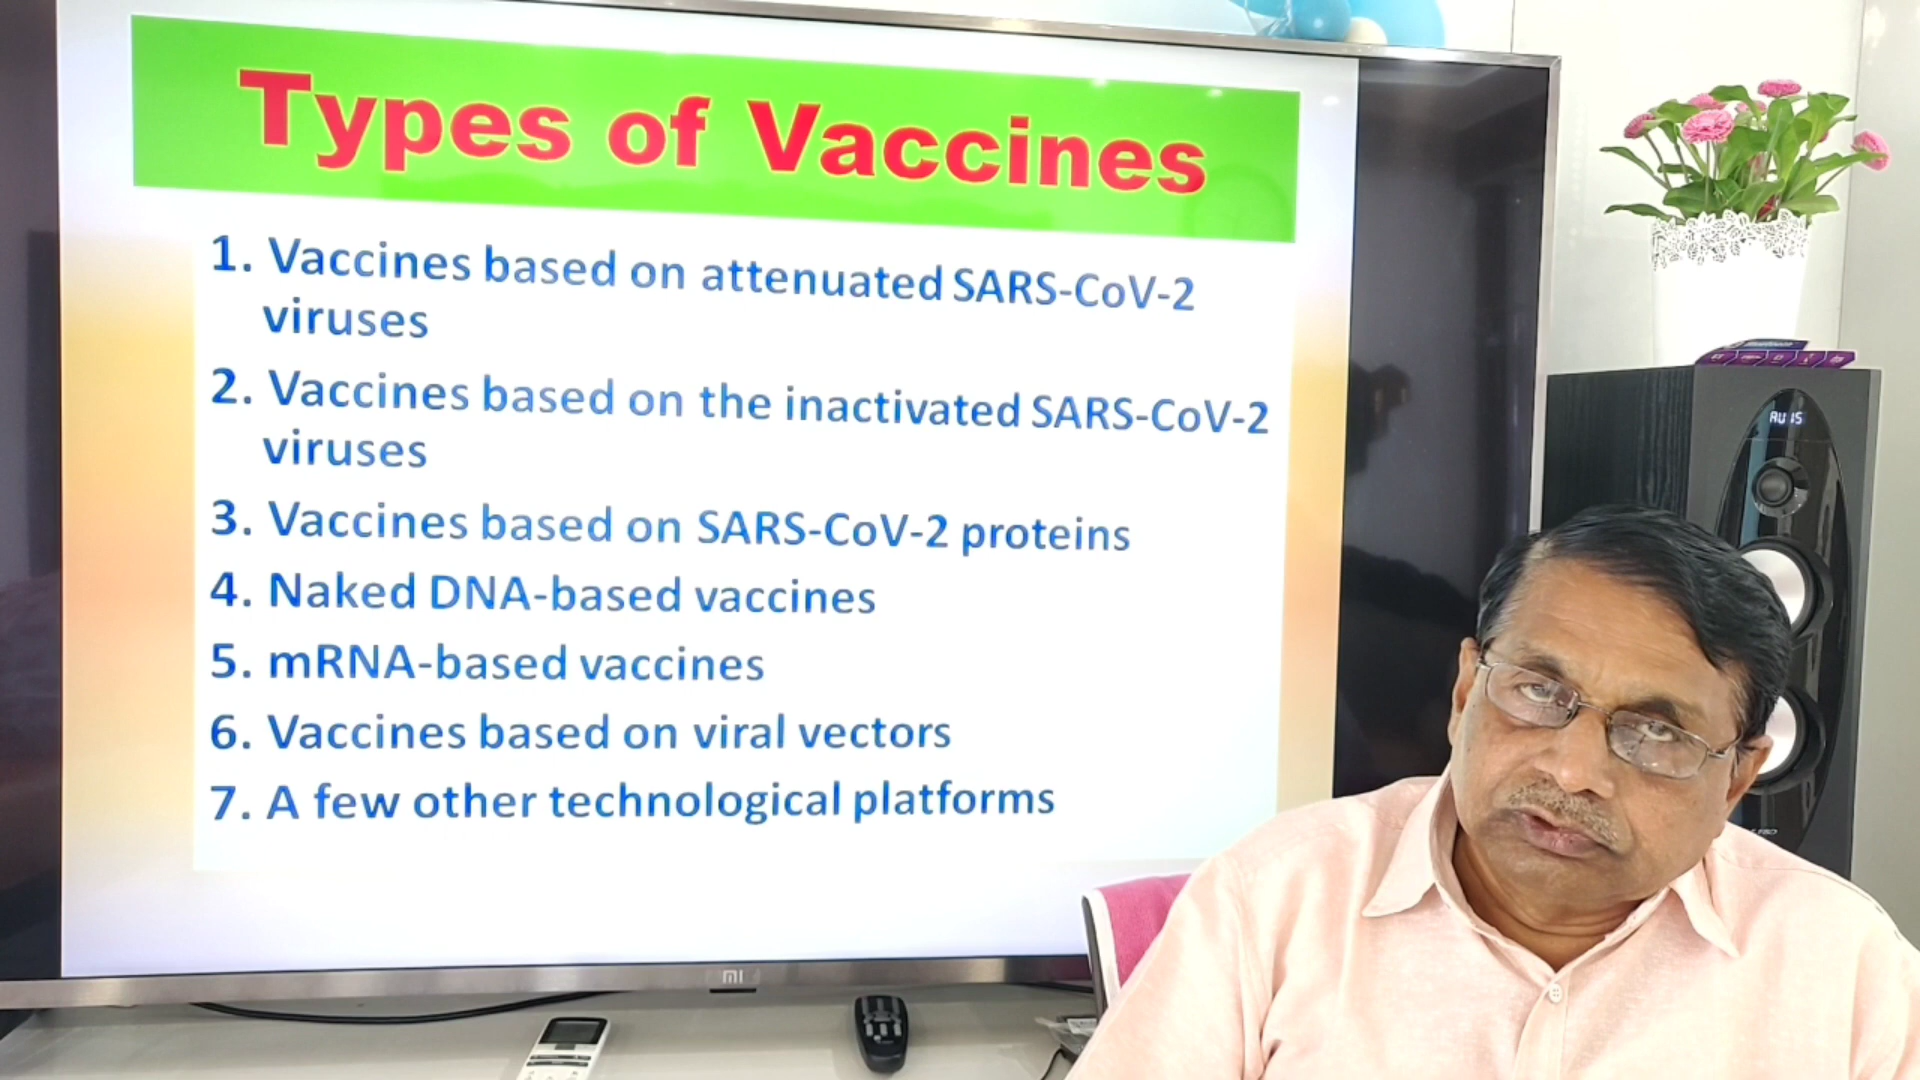 Types of Vaccines
1. Vaccines based on attenuated SARS-CoV-2
viruses
2. Vaccines based on the inactivated SARS-CoV-2
viruses
3. Vaccines based on SARS-CoV-2 proteins
4. Naked DNA-based vaccines
5. mRNA-based vaccines
6. Vaccines based on viral vectors
7. A few other technological platforms
mi